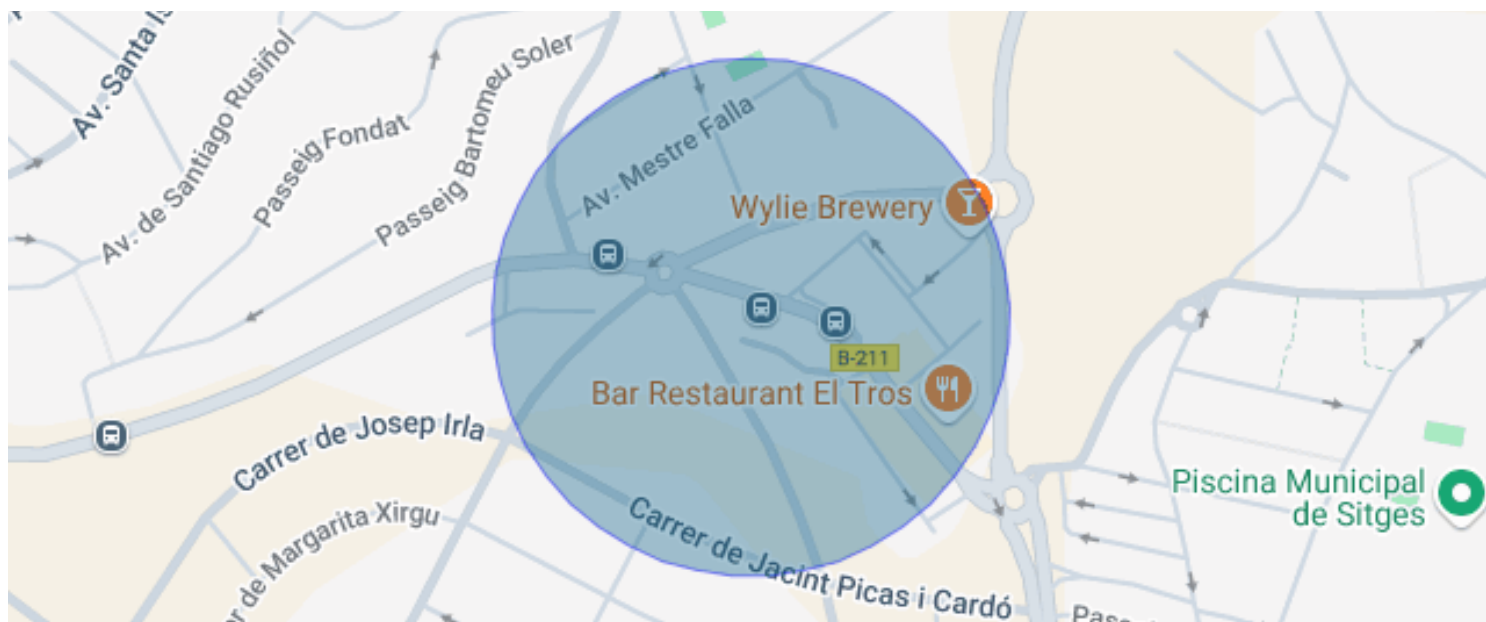 Av. Santa
Av. de Santiago Rusiñol
Passeig Fondat
Passeig Bartomeu Soler
Av. Mestre Falla
Wylie Brewery
B-211
Bar Restaurant El Tros
Carrer de Josep Irla
Carrer de Jacint Picas i Cardó
de Margarita Xirgu
Piscina Municipal
de Sitges